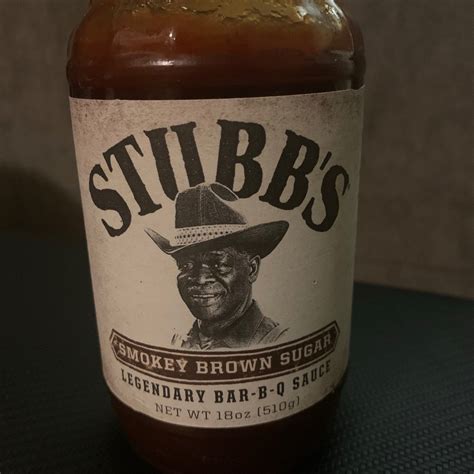 STUBB'S
SMOKEY BROWN SUGAR
LEGENDARY BAR-B-Q SAUCE
NET WT 18oz (510g)